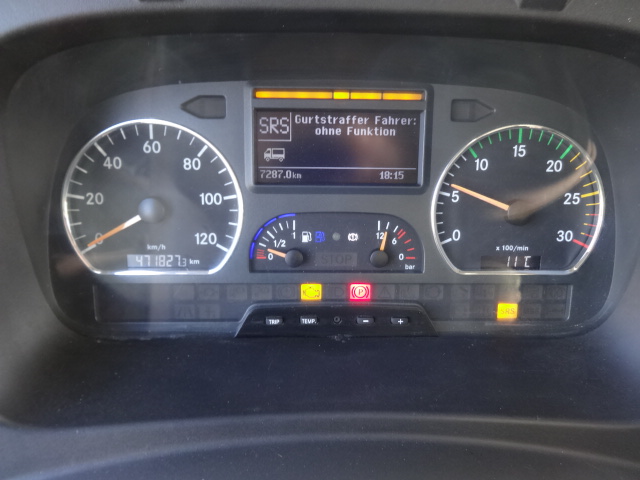 SRS
Gurtstraffer Fahrer:
ohne Funktion
7287.0km
18:15
0
20
40
60
80
100
120
km/h
471827.3 km
0
1/2
1
0
6
12
bar
STOP
0
5
10
15
20
25
30
x 100/min
11°C
P
SRS
TRIP
TEMP.
−
+